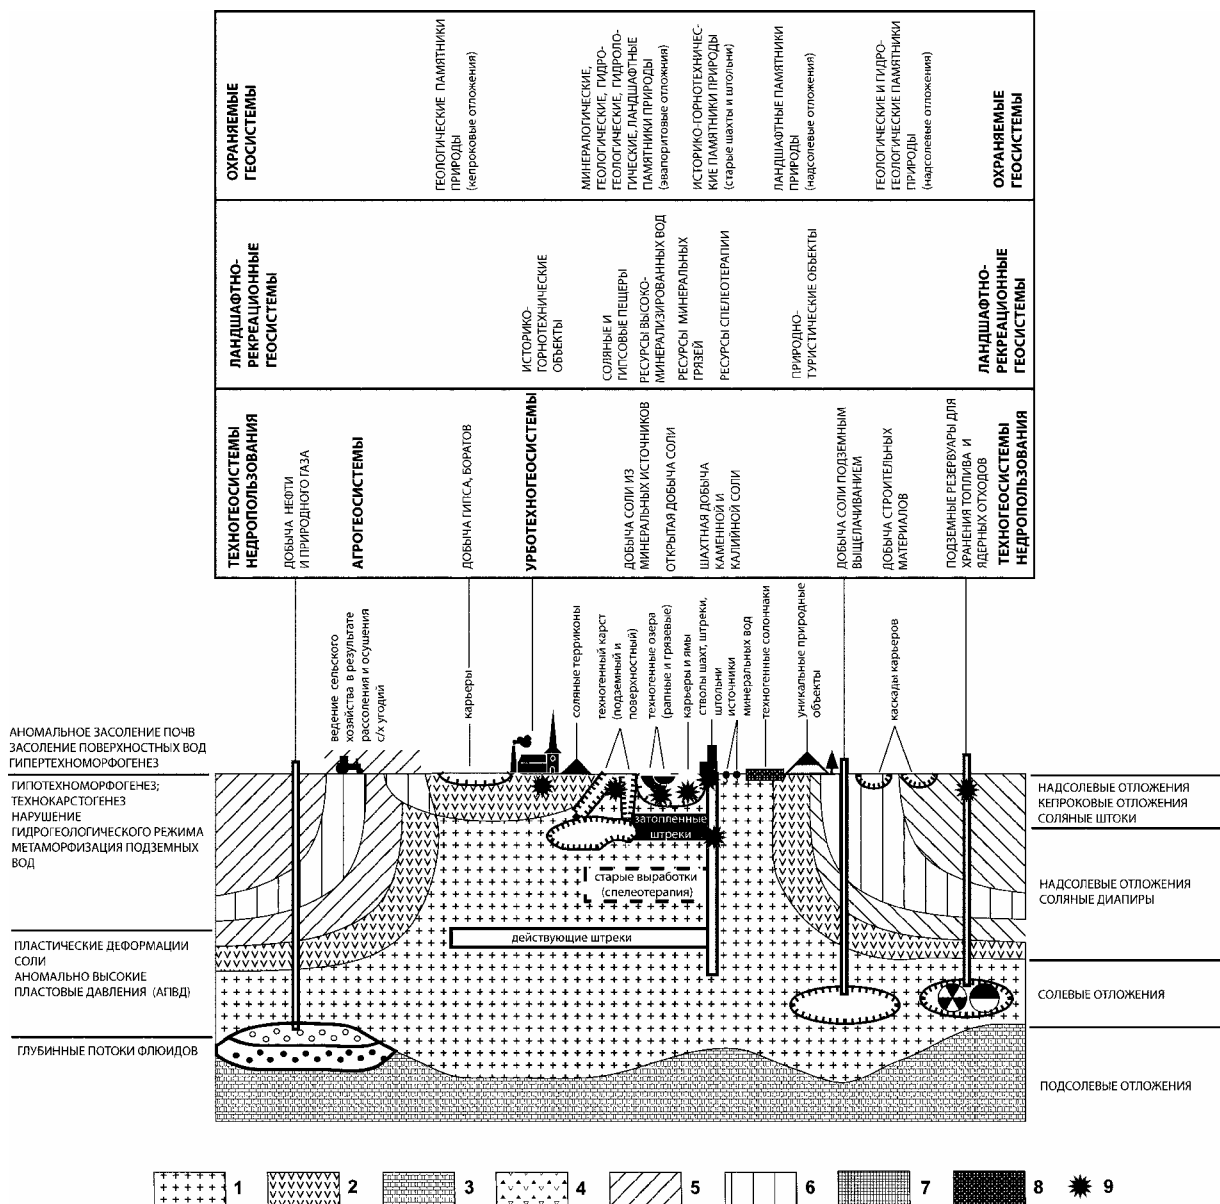 ОХРАНЯЕМЫЕ
ГЕОСИСТЕМЫ
ГЕОЛОГИЧЕСКИЕ ПАМЯТНИКИ
ПРИРОДЫ
(кепроковые отложения)
МИНЕРАЛОГИЧЕСКИЕ,
ГЕОЛОГИЧЕСКИЕ, ГИДРО-
ГЕОЛОГИЧЕСКИЕ, ГИДРОЛО-
ГИЧЕСКИЕ, ЛАНДШАФТНЫЕ
ПАМЯТНИКИ ПРИРОДЫ
(эвапоритовые отложния)
ИСТОРИКО-ГОРНОТЕХНИЧЕС-
КИЕ ПАМЯТНИКИ ПРИРОДЫ
(старые шахты и штольни)
ЛАНДШАФТНЫЕ ПАМЯТНИКИ
ПРИРОДЫ
(надсолевые отложения)
ГЕОЛОГИЧЕСКИЕ И ГИДРО-
ГЕОЛОГИЧЕСКИЕ ПАМЯТНИКИ
ПРИРОДЫ
(надсолевые отложения)
ОХРАНЯЕМЫЕ
ГЕОСИСТЕМЫ
ЛАНДШАФТНО-
РЕКРЕАЦИОННЫЕ
ГЕОСИСТЕМЫ
ИСТОРИКО-
ГОРНОТЕХНИЧЕСКИЕ
ОБЪЕКТЫ
СОЛЯНЫЕ И
ГИПСОВЫЕ ПЕЩЕРЫ
РЕСУРСЫ ВЫСОКО-
МИНЕРАЛИЗИРОВАННЫХ ВОД
РЕСУРСЫ МИНЕРАЛЬНЫХ
ГРЯЗЕЙ
РЕСУРСЫ СПЕЛЕОТЕРАПИИ
ПРИРОДНО-
ТУРИСТИЧЕСКИЕ ОБЪЕКТЫ
ЛАНДШАФТНО-
РЕКРЕАЦИОННЫЕ
ГЕОСИСТЕМЫ
ТЕХНОГЕОСИСТЕМЫ
НЕДРОПОЛЬЗОВАНИЯ
ДОБЫЧА НЕФТИ
И ПРИРОДНОГО ГАЗА
АГРОГЕОСИСТЕМЫ
ДОБЫЧА ГИПСА, БОРАТОВ
УРБОТЕХНОГЕОСИСТЕМЫ
ДОБЫЧА СОЛИ ИЗ
МИНЕРАЛЬНЫХ ИСТОЧНИКОВ
ОТКРЫТАЯ ДОБЫЧА СОЛИ
ШАХТНАЯ ДОБЫЧА
КАМЕННОЙ И
КАЛИЙНОЙ СОЛИ
ДОБЫЧА СОЛИ ПОДЗЕМНЫМ
ВЫЩЕЛАЧИВАНИЕМ
ДОБЫЧА СТРОИТЕЛЬНЫХ
МАТЕРИАЛОВ
ПОДЗЕМНЫЕ РЕЗЕРВУАРЫ ДЛЯ
ХРАНЕНИЯ ТОПЛИВА И
ЯДЕРНЫХ ОТХОДОВ
ТЕХНОГЕОСИСТЕМЫ
НЕДРОПОЛЬЗОВАНИЯ
ведение сельского
хозяйства в результате
рассоления и осушения
с/х угодий
карьеры
соляные терриконы
техногенный карст
(подземный и
поверхностный)
техногенные озера
(рапные и грязевые)
карьеры и ямы
стволы шахт, штреки,
штольни
источники
минеральных вод
техногенные солончаки
уникальные природные
объекты
каскады карьеров
АНОМАЛЬНОЕ ЗАСОЛЕНИЕ ПОЧВ
ЗАСОЛЕНИЕ ПОВЕРХНОСТНЫХ ВОД
ГИПЕРТЕХНОМОРФОГЕНЕЗ
ГИПОТЕХНОМОРФОГЕНЕЗ;
ТЕХНОКАРСТОГЕНЕЗ
НАРУШЕНИЕ
ГИДРОГЕОЛОГИЧЕСКОГО РЕЖИМА
МЕТАМОРФИЗАЦИЯ ПОДЗЕМНЫХ
ВОД
ПЛАСТИЧЕСКИЕ ДЕФОРМАЦИИ
СОЛИ
АНОМАЛЬНО ВЫСОКИЕ
ПЛАСТОВЫЕ ДАВЛЕНИЯ (АПВД)
ГЛУБИННЫЕ ПОТОКИ ФЛЮИДОВ
затопленные
штреки
старые выработки
(спелеотерапия)
действующие штреки
НАДСОЛЕВЫЕ ОТЛОЖЕНИЯ
КЕПРОКОВЫЕ ОТЛОЖЕНИЯ
СОЛЯНЫЕ ШТОКИ
НАДСОЛЕВЫЕ ОТЛОЖЕНИЯ
СОЛЯНЫЕ ДИАПИРЫ
СОЛЕВЫЕ ОТЛОЖЕНИЯ
ПОДСОЛЕВЫЕ ОТЛОЖЕНИЯ
1 2 3 4 5 6 7 8 9